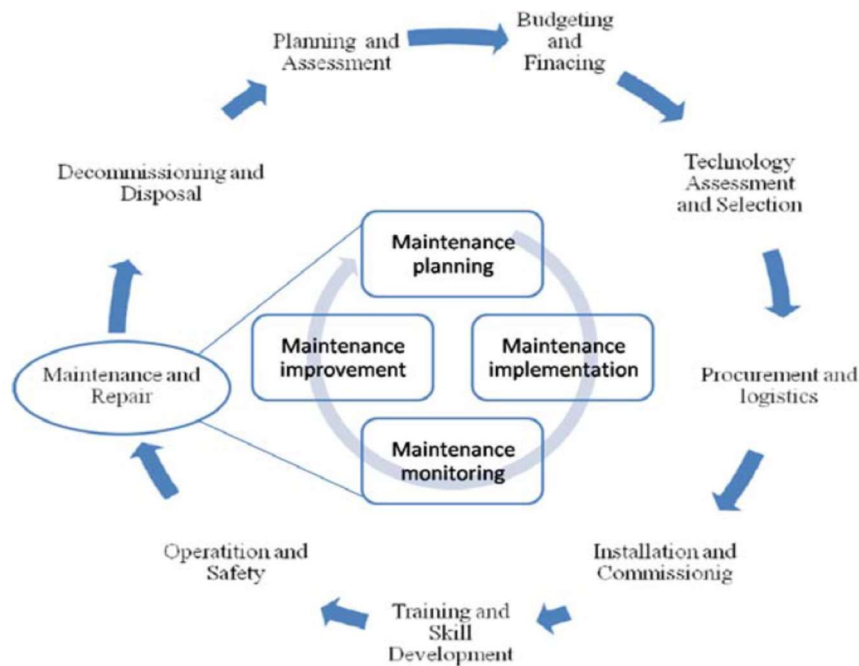 Planning and
Assessment
Budgeting
and
Finacing
Technology
Assessment
and Selection
Procurement and
logistics
Installation and
Commissionig
Training and
Skill
Development
Operatition and
Safety
Maintenance and
Repair
Decommissioning and
Disposal
Maintenance
planning
Maintenance
implementation
Maintenance
monitoring
Maintenance
improvement